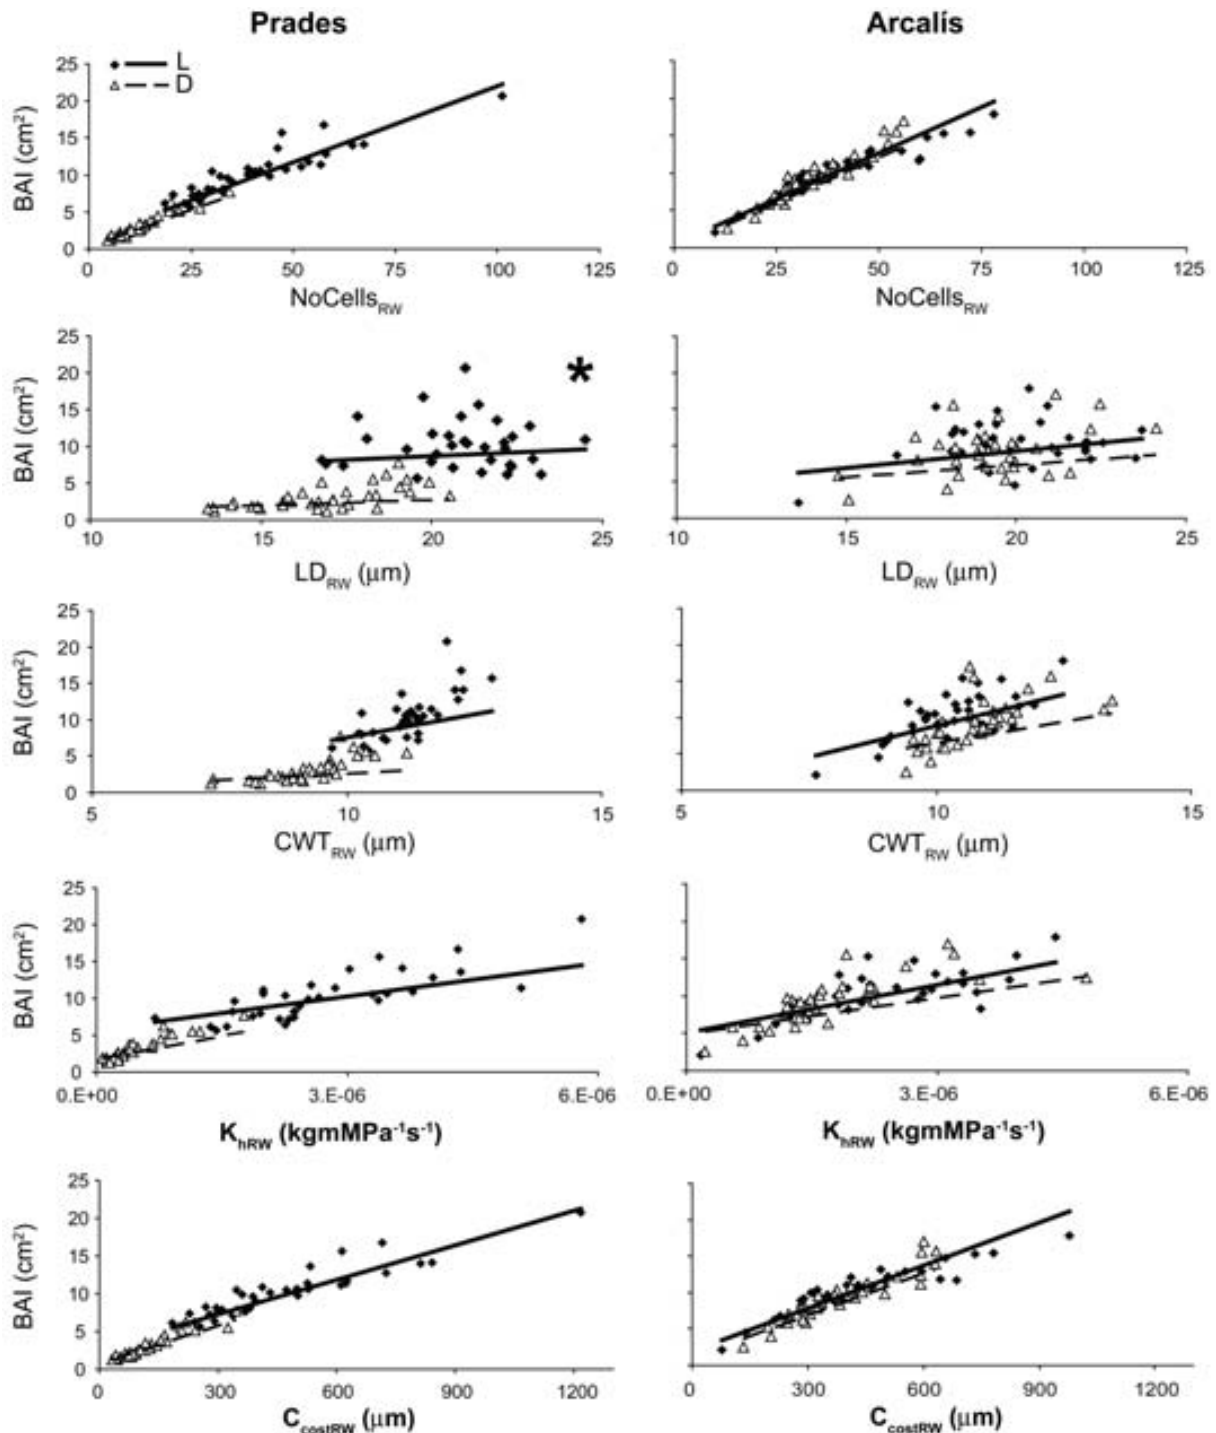 Prades
Arcalís
L
D
BAI (cm²)
25
20
15
10
5
0
0 25 50 75 100 125
NoCells_RW
0 25 50 75 100 125
NoCells_RW
BAI (cm²)
25
20
15
10
5
0
*
10 15 20 25
LD_RW (μm)
10 15 20 25
LD_RW (μm)
BAI (cm²)
25
20
15
10
5
0
5 10 15
CWT_RW (μm)
5 10 15
CWT_RW (μm)
BAI (cm²)
25
20
15
10
5
0
0.E+00 3.E-06 6.E-06
K_hRW (kgmMPa⁻¹s⁻¹)
0.E+00 3.E-06 6.E-06
K_hRW (kgmMPa⁻¹s⁻¹)
BAI (cm²)
25
20
15
10
5
0
0 300 600 900 1200
C_costRW (μm)
0 300 600 900 1200
C_costRW (μm)